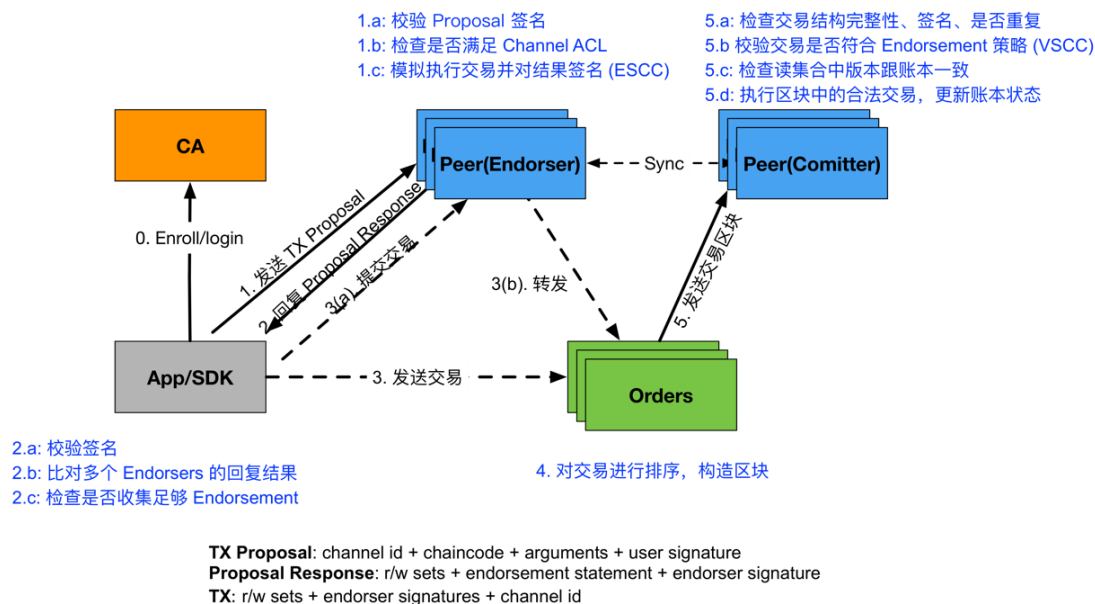 1.a: 校验 Proposal 签名
1.b: 检查是否满足 Channel ACL
1.c: 模拟执行交易并对结果签名 (ESCC)
5.a: 检查交易结构完整性、签名、是否重复
5.b 校验交易是否符合 Endorsement 策略 (VSCC)
5.c: 检查读集合中版本跟账本一致
5.d: 执行区块中的合法交易，更新账本状态
CA
Peer(Endorser)
Sync
Peer(Comitter)
0. Enroll/login
1. 发送 TX Proposal
2. 回复 Proposal Response
3(a). 提交交易
3(b). 转发
5. 发送交易区块
App/SDK
3. 发送交易
Orders
2.a: 校验签名
2.b: 比对多个 Endorsers 的回复结果
2.c: 检查是否收集足够 Endorsement
4. 对交易进行排序，构造区块
TX Proposal: channel id + chaincode + arguments + user signature
Proposal Response: r/w sets + endorsement statement + endorser signature
TX: r/w sets + endorser signatures + channel id